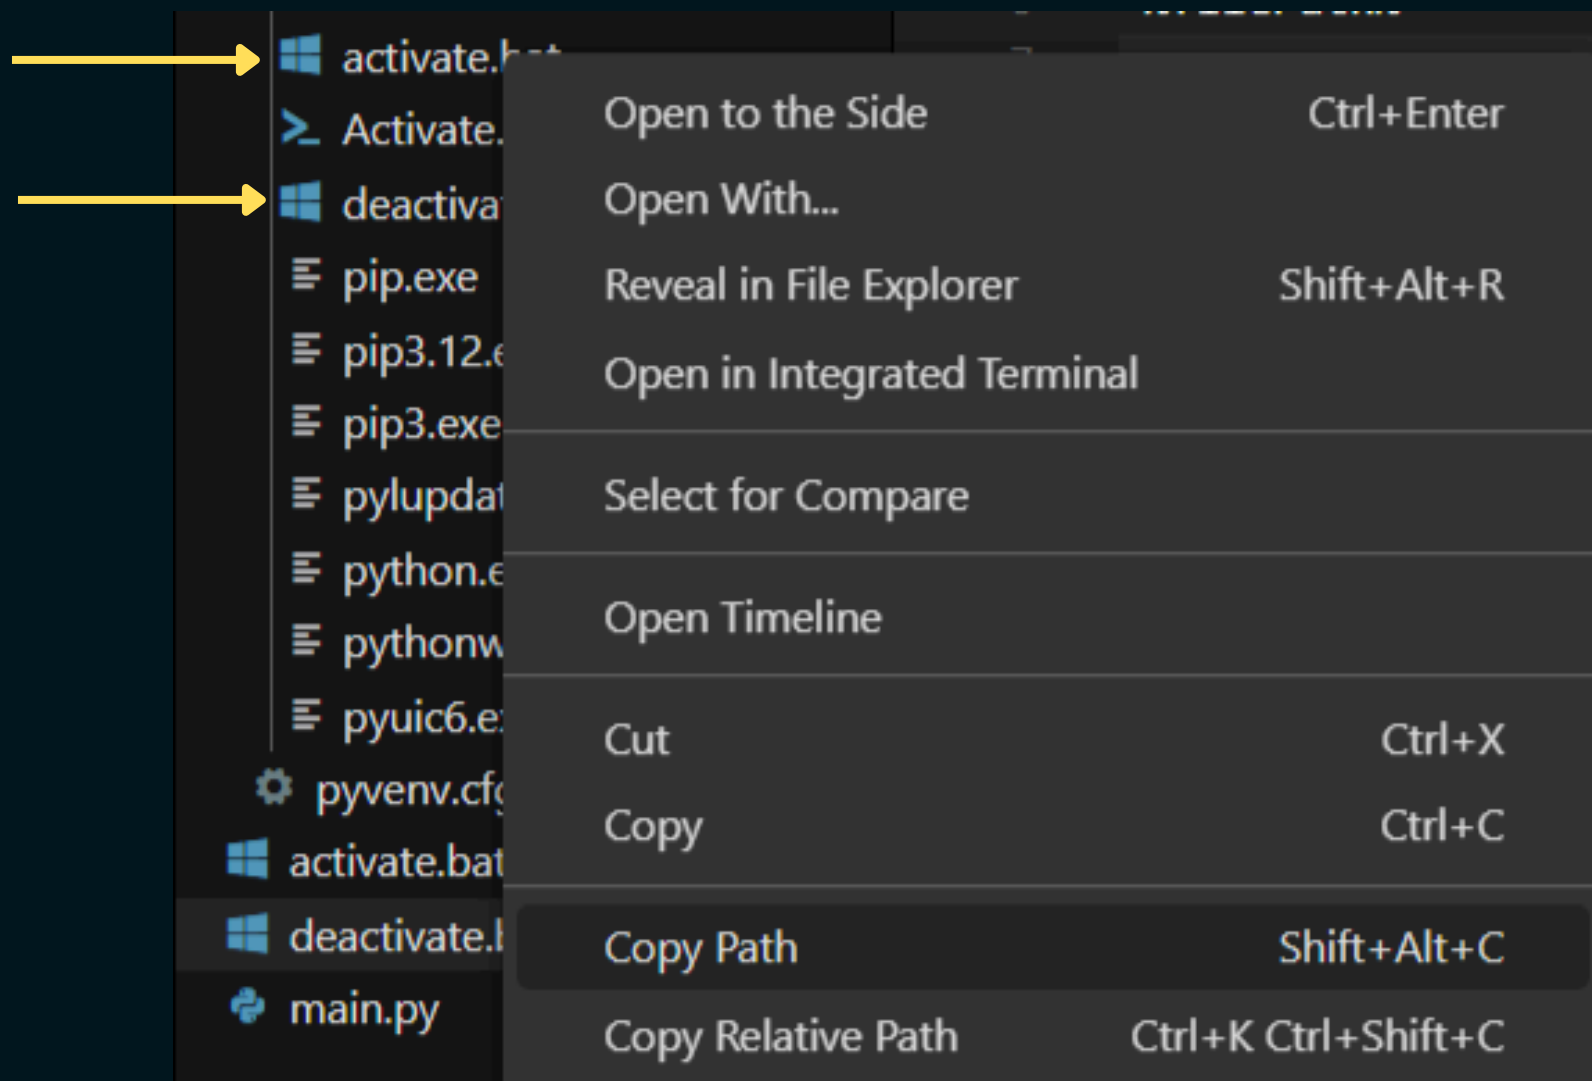 activate.bat
Activate.
deactiva
pip.exe
pip3.12.e
pip3.exe
pylupdat
python.e
pythonw
pyuic6.e
pyvenv.cfg
activate.bat
deactivate.b
main.py
Open to the Side Ctrl+Enter
Open With...
Reveal in File Explorer Shift+Alt+R
Open in Integrated Terminal
Select for Compare
Open Timeline
Cut Ctrl+X
Copy Ctrl+C
Copy Path Shift+Alt+C
Copy Relative Path Ctrl+K Ctrl+Shift+C